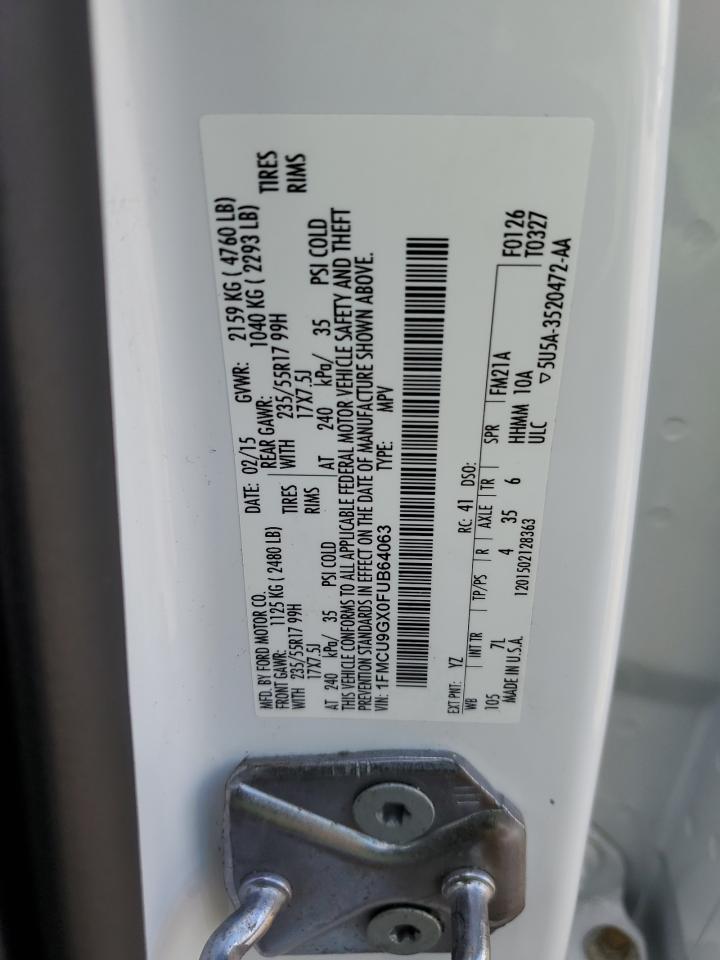 MFD. BY FORD MOTOR CO. DATE: 02/15 GVWR: 2159 KG ( 4760 LB)
FRONT GAWR: 1125 KG ( 2480 LB) REAR GAWR: 1040 KG ( 2293 LB)
WITH 235/55R17 99H TIRES WITH 235/55R17 99H TIRES
17X7.5J RIMS 17X7.5J RIMS
AT 240 kPa/ 35 PSI COLD AT 240 kPa/ 35 PSI COLD
THIS VEHICLE CONFORMS TO ALL APPLICABLE FEDERAL MOTOR VEHICLE SAFETY AND THEFT
PREVENTION STANDARDS IN EFFECT ON THE DATE OF MANUFACTURE SHOWN ABOVE.
VIN: 1FMCU9GX0FUB64063 TYPE: MPV
EXT PNT: YZ RC: 41 DSO: F0126
WB INT TR TP/PS R AXLE TR SPR FM21A T0327
105 7L 4 35 6 HHMM 10A
MADE IN U.S.A. 1201502128363 ULC ▽5U5A-3520472-AA